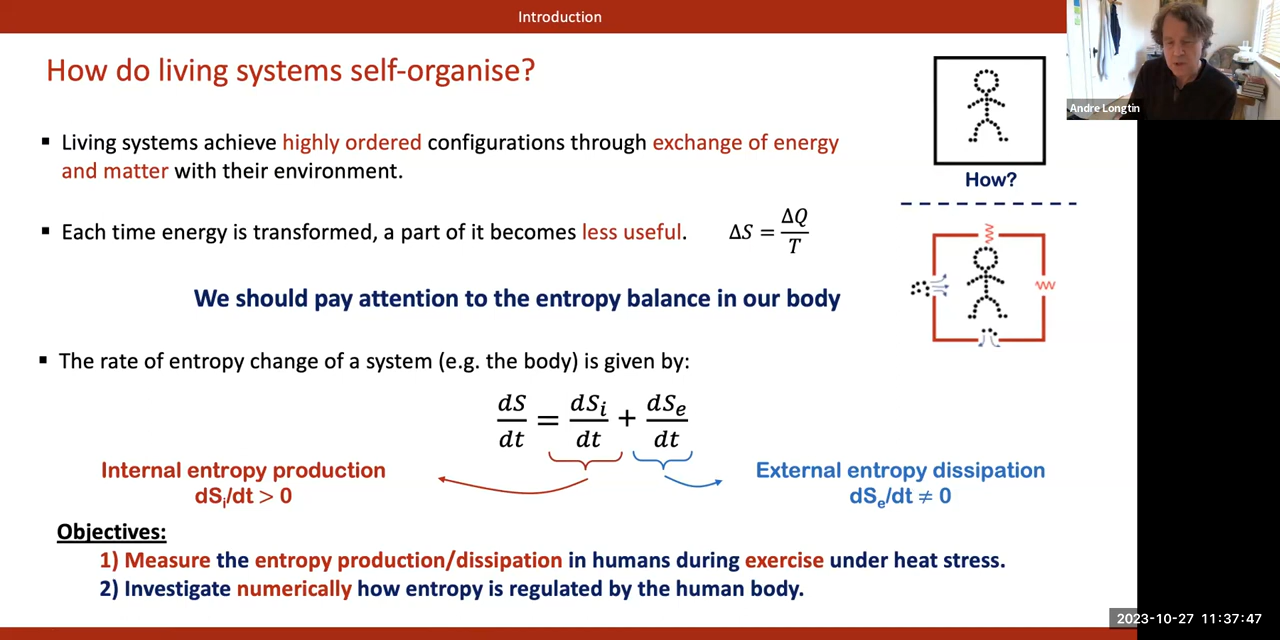 Introduction
How do living systems self-organise?
Andre Longtin
▪ Living systems achieve highly ordered configurations through exchange of energy
and matter with their environment.
How?
▪ Each time energy is transformed, a part of it becomes less useful. ΔS = ΔQ/T
We should pay attention to the entropy balance in our body
▪ The rate of entropy change of a system (e.g. the body) is given by:
dS/dt = dSᵢ/dt + dSₑ/dt
Internal entropy production
dSᵢ/dt > 0
External entropy dissipation
dSₑ/dt ≠ 0
Objectives:
1) Measure the entropy production/dissipation in humans during exercise under heat stress.
2) Investigate numerically how entropy is regulated by the human body.
2023-10-27 11:37:47